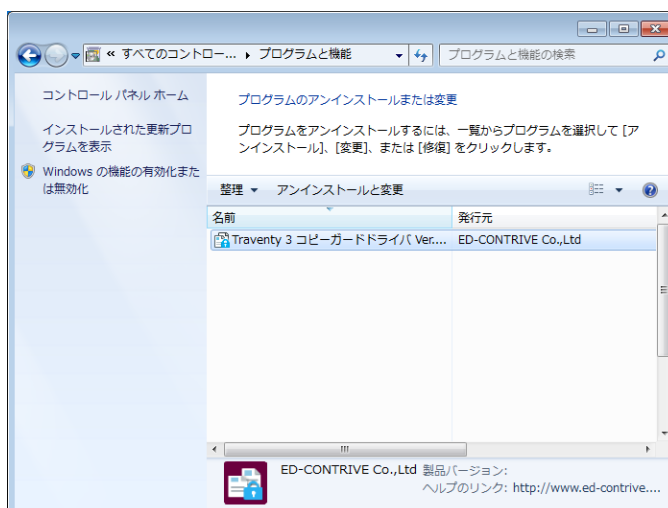 « すべてのコントロー... ▸ プログラムと機能
プログラムと機能の検索
コントロール パネル ホーム
インストールされた更新プロ
グラムを表示
Windows の機能の有効化また
は無効化
プログラムのアンインストールまたは変更
プログラムをアンインストールするには、一覧からプログラムを選択して [ア
ンインストール]、[変更]、または [修復] をクリックします。
整理 ▼ アンインストールと変更
名前 発行元
Traventy 3 コピーガードドライバ Ver.... ED-CONTRIVE Co.,Ltd
ED-CONTRIVE Co.,Ltd 製品バージョン:
ヘルプのリンク: http://www.ed-contrive....